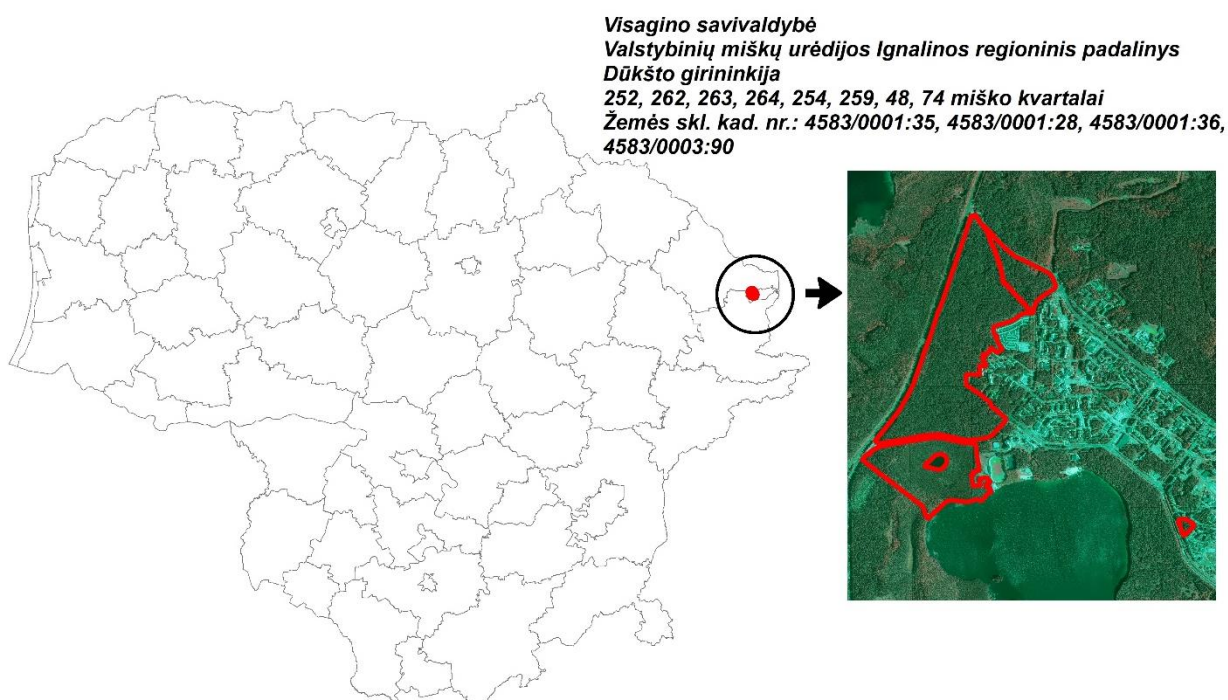 Visagino savivaldybė
Valstybinių miškų urėdijos Ignalinos regioninis padalinys
Dūkšto girininkija
252, 262, 263, 264, 254, 259, 48, 74 miško kvartalai
Žemės skl. kad. nr.: 4583/0001:35, 4583/0001:28, 4583/0001:36,
4583/0003:90